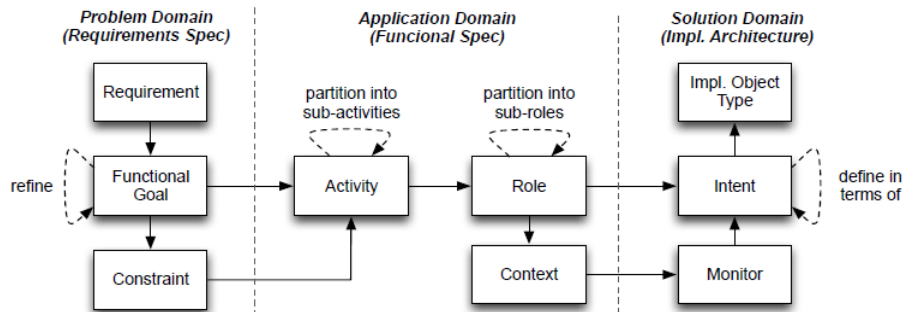 Problem Domain
(Requirements Spec)
Application Domain
(Funcional Spec)
Solution Domain
(Impl. Architecture)
Requirement
partition into
sub-activities
partition into
sub-roles
Impl. Object
Type
refine
Functional
Goal
Activity
Role
Intent
define in
terms of
Constraint
Context
Monitor